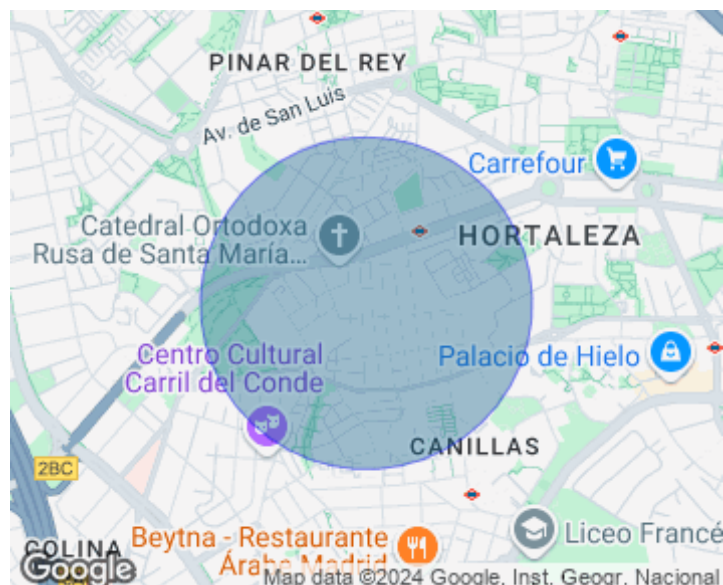 PINAR DEL REY
Av. de San Luis
Carrefour
Catedral Ortodoxa
Rusa de Santa María...
HORTALEZA
Centro Cultural
Carril del Conde
Palacio de Hielo
CANILLAS
2BC
Beytna - Restaurante
Árabe Madrid
Liceo Francé
COLINA
Google
Map data ©2024 Google, Inst. Geogr. Nacional